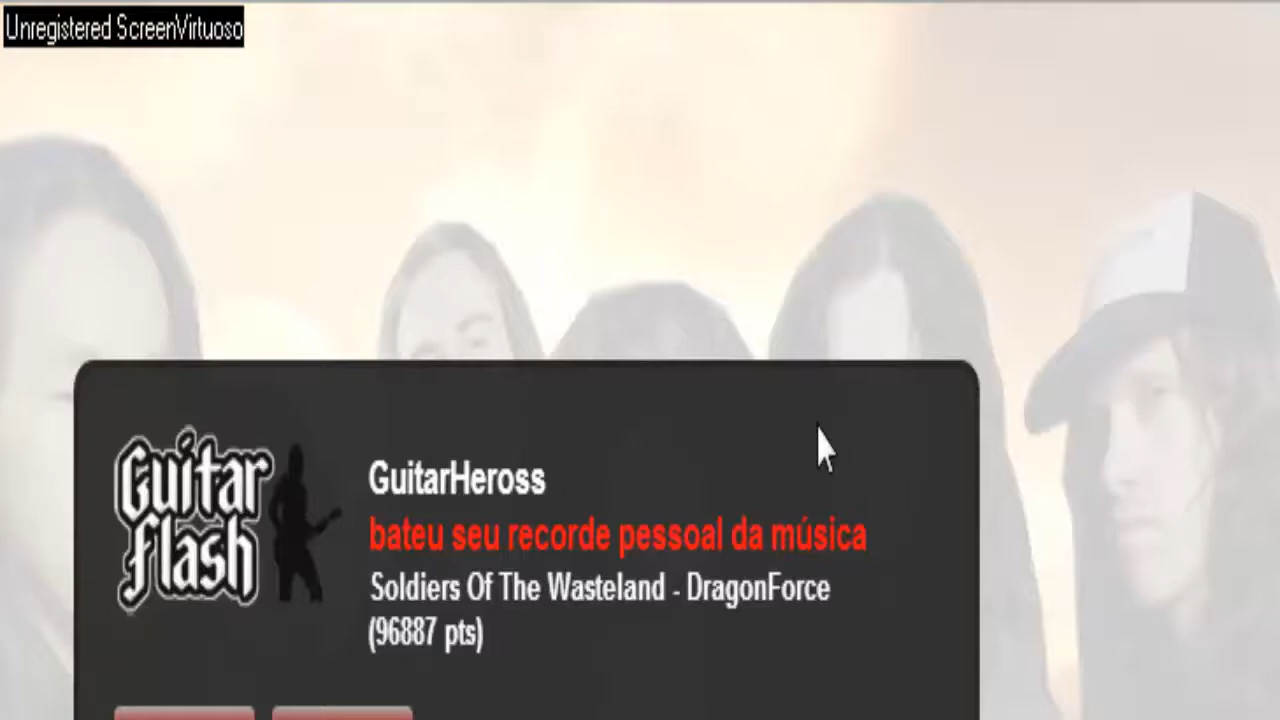 Unregistered ScreenVirtuoso
Guitar
flash
GuitarHeross
bateu seu recorde pessoal da música
Soldiers Of The Wasteland - DragonForce
(96887 pts)